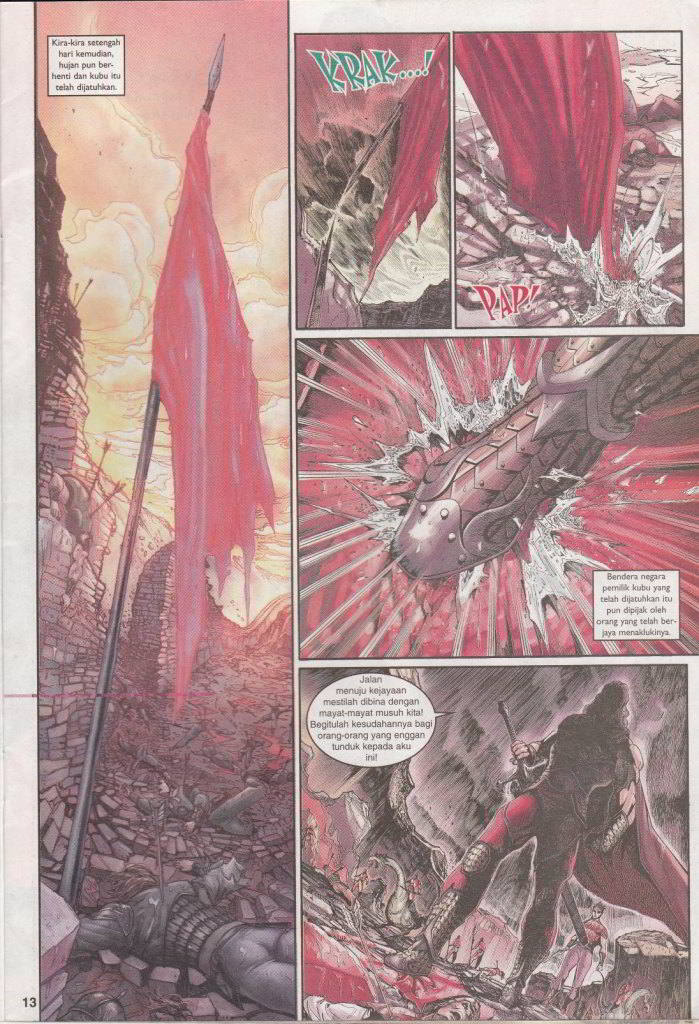 Kira-kira setengah
hari kemudian,
hujan pun ber-
henti dan kubu itu
telah dijatuhkan.
KRAK...!
PAP!
Bendera negara
pemilik kubu yang
telah dijatuhkan itu
pun dipijak oleh
orang yang telah ber-
jaya menaklukinya.
Jalan
menuju kejayaan
mestilah dibina dengan
mayat-mayat musuh kita!
Begitulah kesudahannya bagi
orang-orang yang enggan
tunduk kepada aku
ini!
13